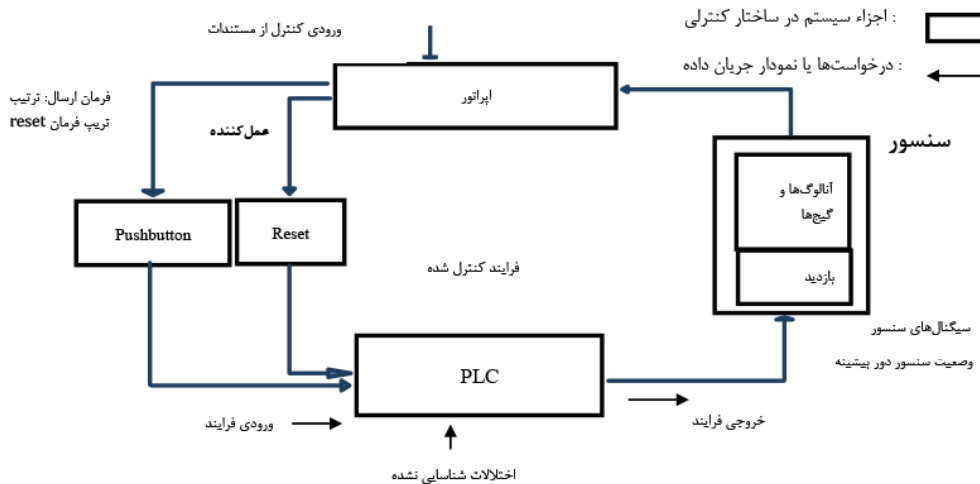 : اجزاء سیستم در ساختار کنترلی
: درخواست‌ها یا نمودار جریان داده
ورودی کنترل از مستندات
اپراتور
فرمان ارسال: ترتیب
تریپ فرمان reset
عمل‌کننده
سنسور
آنالوگ‌ها و
گیج‌ها
بازدید
Pushbutton
Reset
فرایند کنترل شده
سیگنال‌های سنسور
وضعیت سنسور دور بیشینه
PLC
ورودی فرایند
خروجی فرایند
اختلالات شناسایی نشده